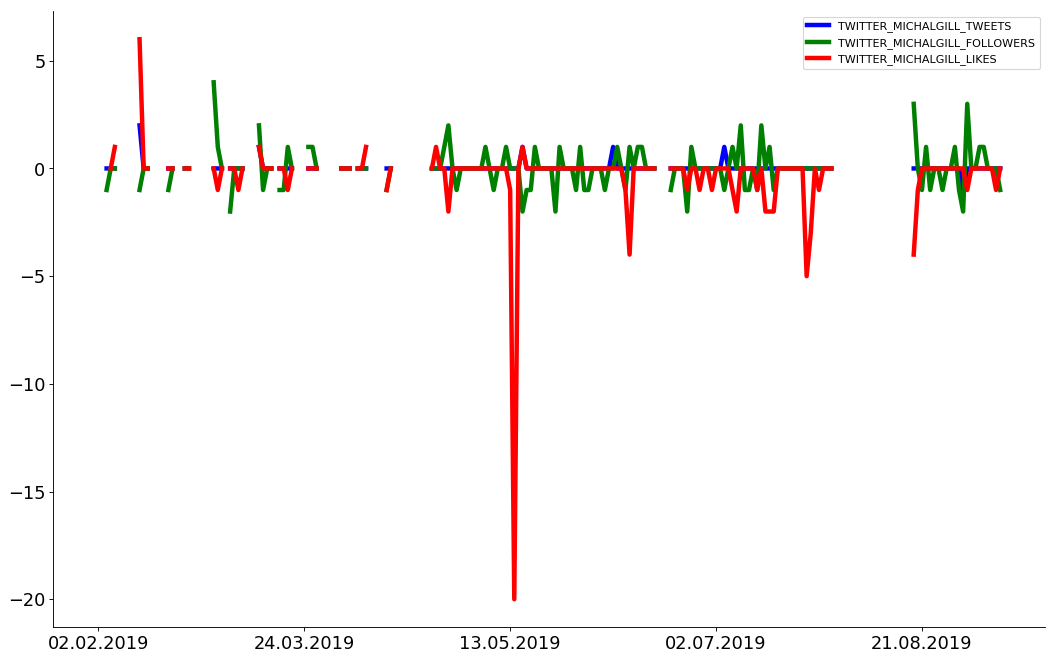 TWITTER_MICHALGILL_TWEETS
TWITTER_MICHALGILL_FOLLOWERS
TWITTER_MICHALGILL_LIKES
5
0
−5
−10
−15
−20
02.02.2019 24.03.2019 13.05.2019 02.07.2019 21.08.2019